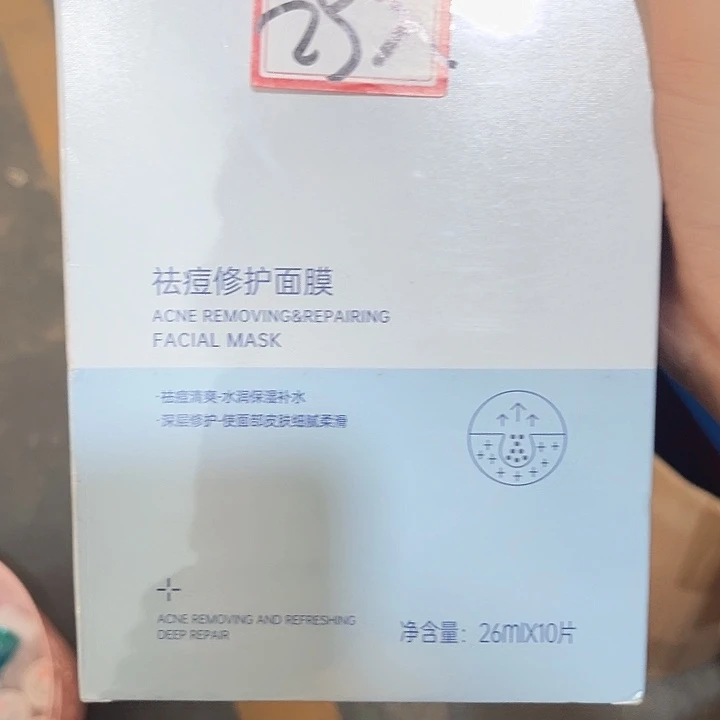 25
祛痘修护面膜
ACNE REMOVING&REPAIRING
FACIAL MASK
·祛痘清爽·水润保湿补水
·深层修护·使面部皮肤细腻柔滑
ACNE REMOVING AND REFRESHING
DEEP REPAIR
净含量：26mlX10片